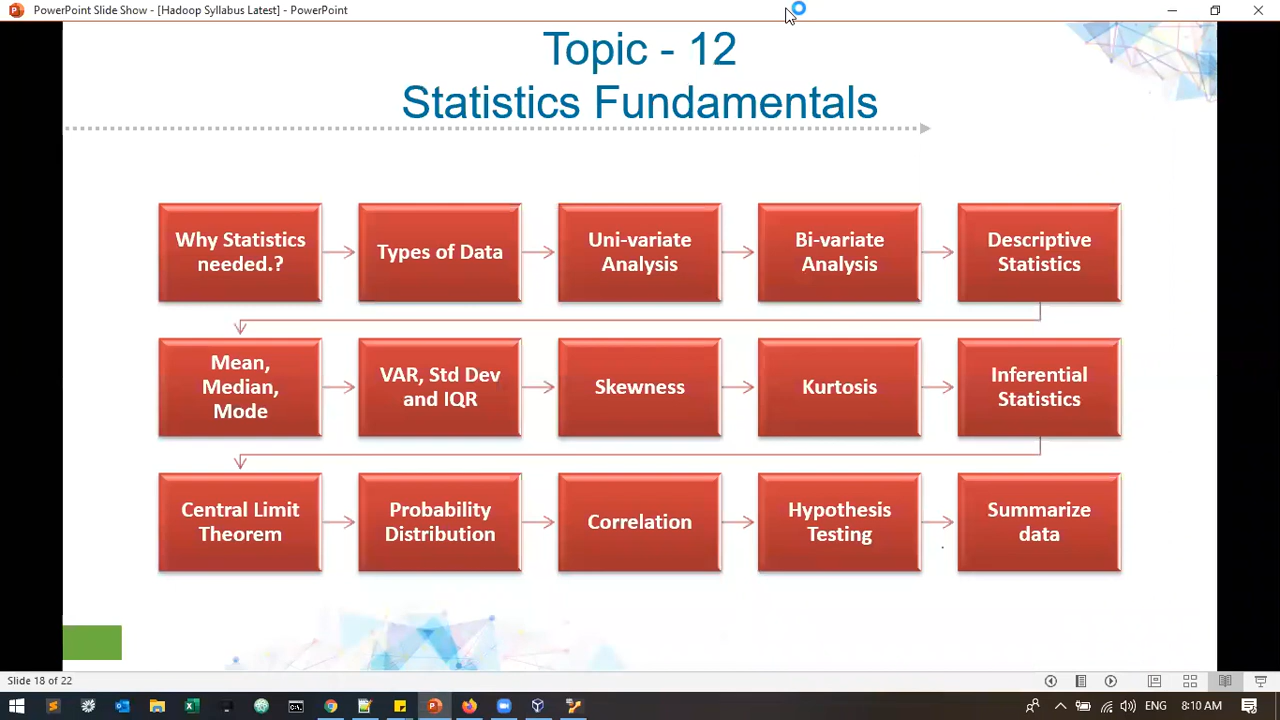 PowerPoint Slide Show - [Hadoop Syllabus Latest] - PowerPoint
Topic - 12
Statistics Fundamentals
Why Statistics
needed.?
Types of Data
Uni-variate
Analysis
Bi-variate
Analysis
Descriptive
Statistics
Mean,
Median,
Mode
VAR, Std Dev
and IQR
Skewness
Kurtosis
Inferential
Statistics
Central Limit
Theorem
Probability
Distribution
Correlation
Hypothesis
Testing
Summarize
data
Slide 18 of 22
ENG
8:10 AM